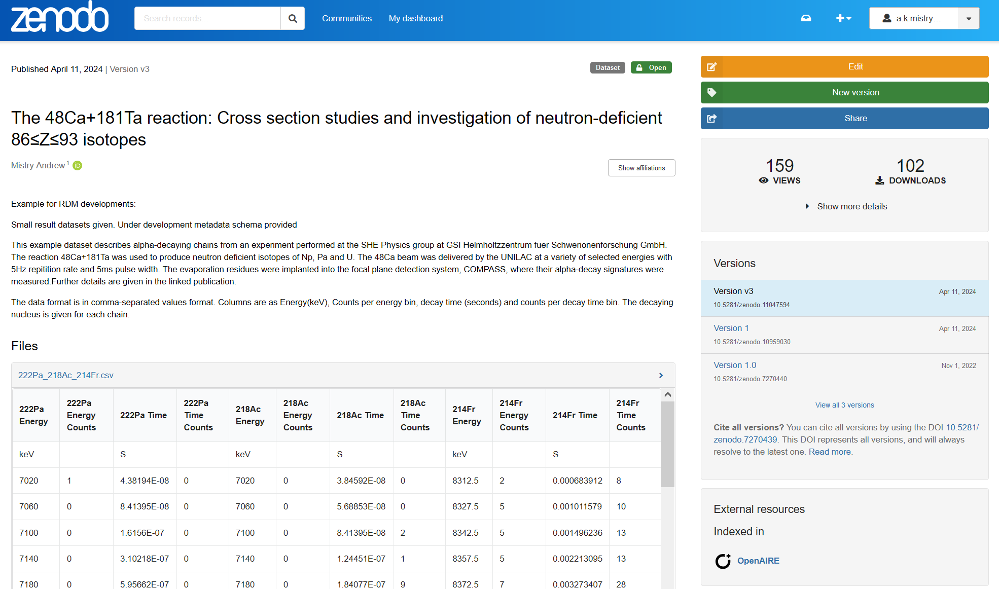 zenodo
Search records...
Communities
My dashboard
a.k.mistry...
Published April 11, 2024 | Version v3
Dataset
Open
The 48Ca+181Ta reaction: Cross section studies and investigation of neutron-deficient
86≤Z≤93 isotopes
Mistry Andrew1 iD
Show affiliations
Example for RDM developments:
Small result datasets given. Under development metadata schema provided
This example dataset describes alpha-decaying chains from an experiment performed at the SHE Physics group at GSI Helmholtzzentrum fuer Schwerionenforschung GmbH.
The reaction 48Ca+181Ta was used to produce neutron deficient isotopes of Np, Pa and U. The 48Ca beam was delivered by the UNILAC at a variety of selected energies with
5Hz repitition rate and 5ms pulse width. The evaporation residues were implanted into the focal plane detection system, COMPASS, where their alpha-decay signatures were
measured.Further details are given in the linked publication.
The data format is in comma-separated values format. Columns are as Energy(keV), Counts per energy bin, decay time (seconds) and counts per decay time bin. The decaying
nucleus is given for each chain.
Files
222Pa_218Ac_214Fr.csv
222Pa Energy 222Pa Energy Counts 222Pa Time 222Pa Time Counts 218Ac Energy 218Ac Energy Counts 218Ac Time 218Ac Time Counts 214Fr Energy 214Fr Energy Counts 214Fr Time 214Fr Time Counts
keV S keV S keV S
7020 1 4.38194E-08 0 7020 0 3.84592E-08 0 8312.5 2 0.000683912 8
7060 0 8.41395E-08 0 7060 0 5.68853E-08 0 8327.5 5 0.001011579 10
7100 0 1.6156E-07 0 7100 0 8.41395E-08 2 8342.5 5 0.001496236 13
7140 0 3.10218E-07 0 7140 0 1.24451E-07 1 8357.5 5 0.002213095 13
7180 0 5.95662E-07 0 7180 0 1.84077E-07 9 8372.5 7 0.003273407 28
Edit
New version
Share
159
VIEWS
102
DOWNLOADS
Show more details
Versions
Version v3 Apr 11, 2024
10.5281/zenodo.11047594
Version 1 Apr 11, 2024
10.5281/zenodo.10959030
Version 1.0 Nov 1, 2022
10.5281/zenodo.7270440
View all 3 versions
Cite all versions? You can cite all versions by using the DOI 10.5281/
zenodo.7270439. This DOI represents all versions, and will always
resolve to the latest one. Read more.
External resources
Indexed in
OpenAIRE